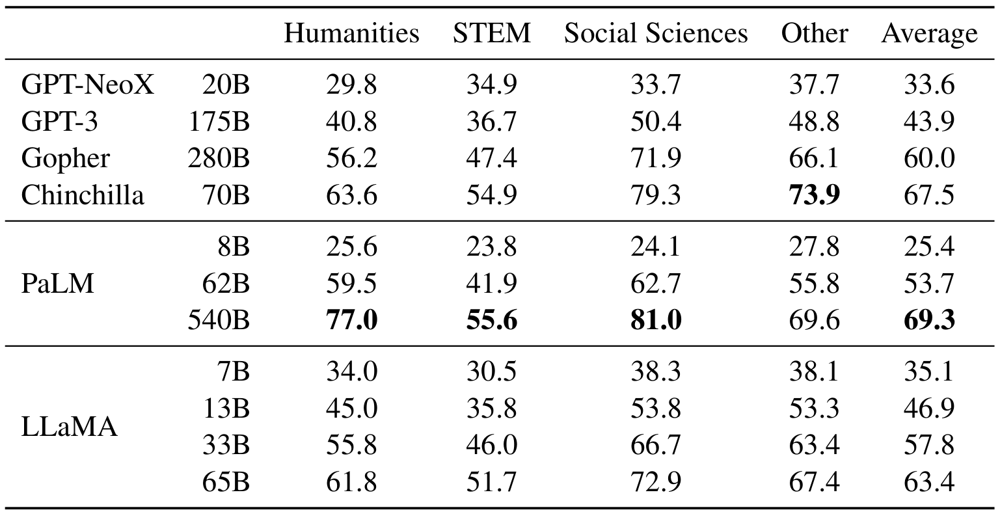 Humanities STEM Social Sciences Other Average
GPT-NeoX 20B 29.8 34.9 33.7 37.7 33.6
GPT-3 175B 40.8 36.7 50.4 48.8 43.9
Gopher 280B 56.2 47.4 71.9 66.1 60.0
Chinchilla 70B 63.6 54.9 79.3 73.9 67.5
8B 25.6 23.8 24.1 27.8 25.4
PaLM 62B 59.5 41.9 62.7 55.8 53.7
540B 77.0 55.6 81.0 69.6 69.3
7B 34.0 30.5 38.3 38.1 35.1
13B 45.0 35.8 53.8 53.3 46.9
LLaMA
33B 55.8 46.0 66.7 63.4 57.8
65B 61.8 51.7 72.9 67.4 63.4